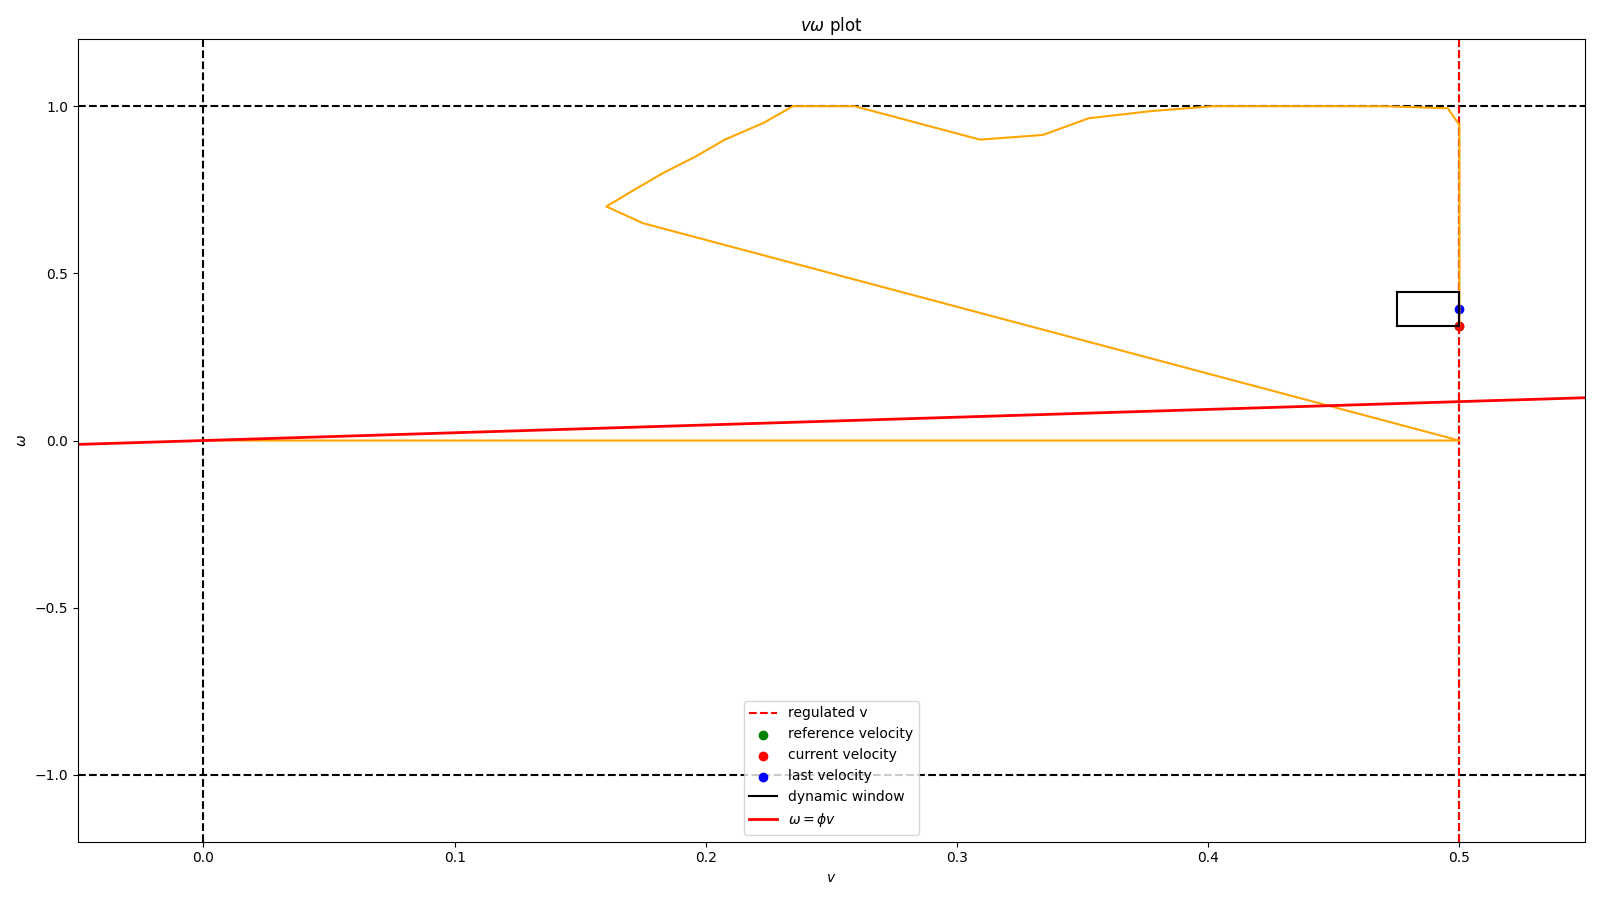 vω plot
ω
1.0
0.5
0.0
−0.5
−1.0
regulated v
reference velocity
current velocity
last velocity
dynamic window
ω = ϕv
0.0 0.1 0.2 0.3 0.4 0.5
v